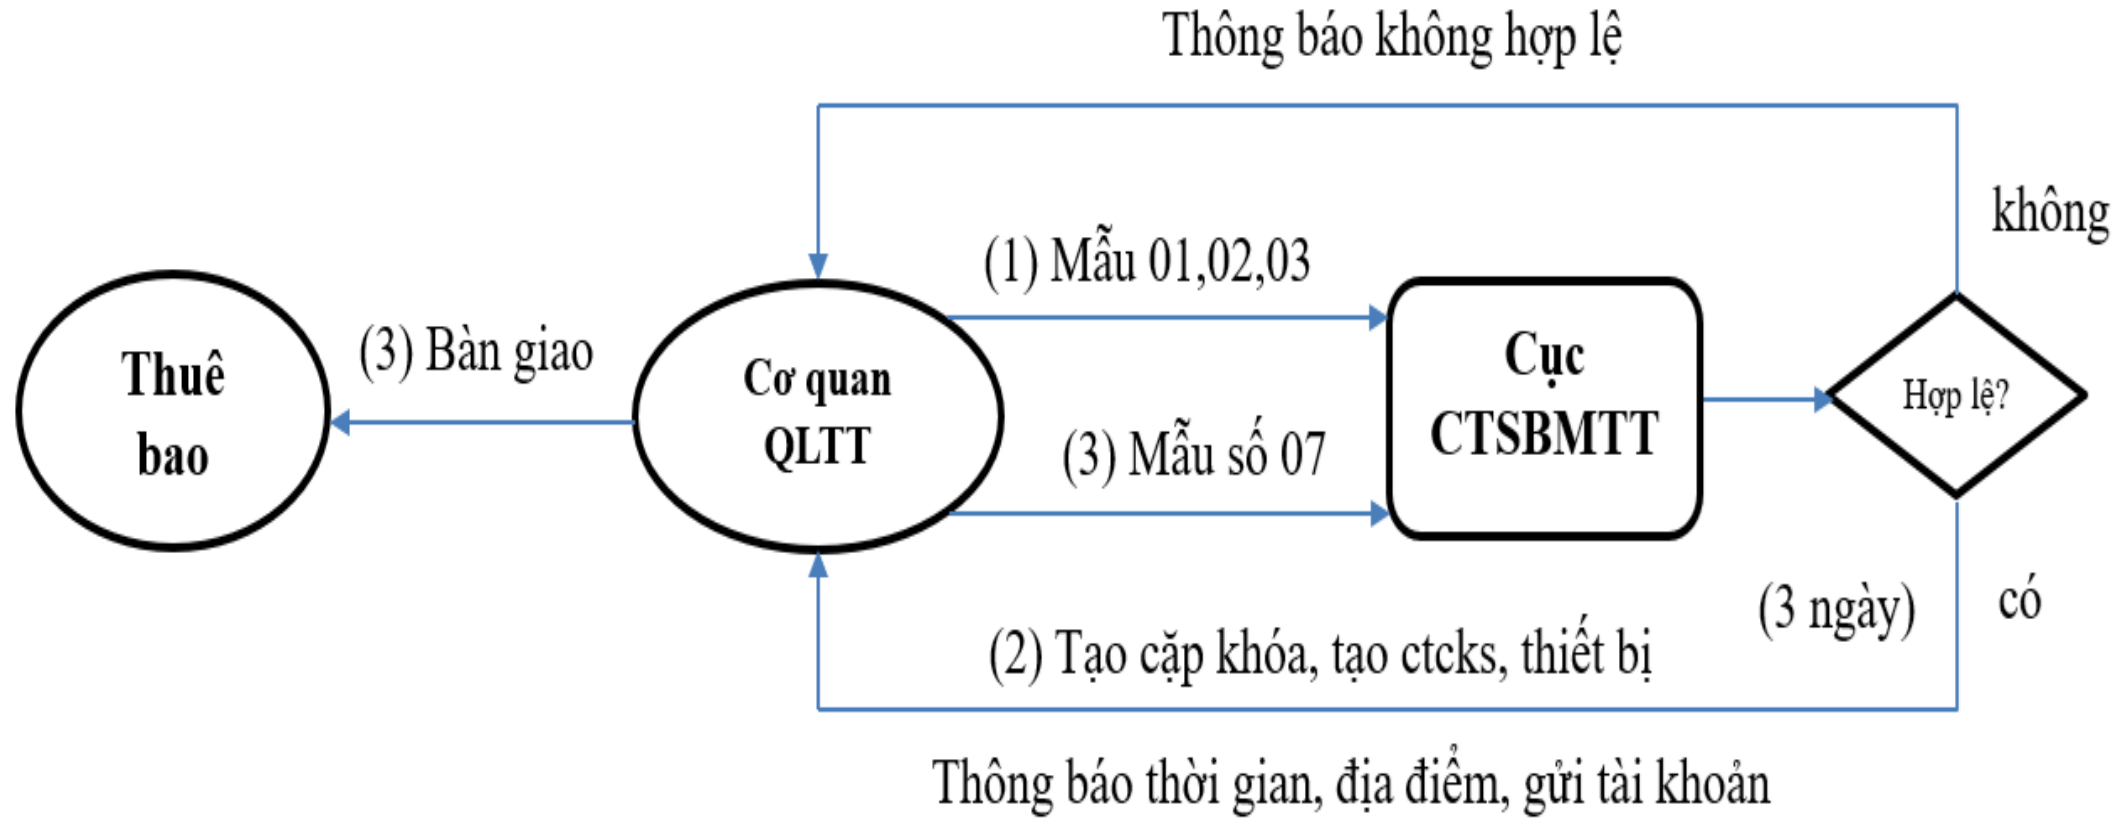 Thông báo không hợp lệ
không
(1) Mẫu 01,02,03
(3) Bàn giao
Thuê
bao
Cơ quan
QLTT
Cục
CTSBMTT
Hợp lệ?
(3) Mẫu số 07
(3 ngày)
có
(2) Tạo cặp khóa, tạo ctcks, thiết bị
Thông báo thời gian, địa điểm, gửi tài khoản